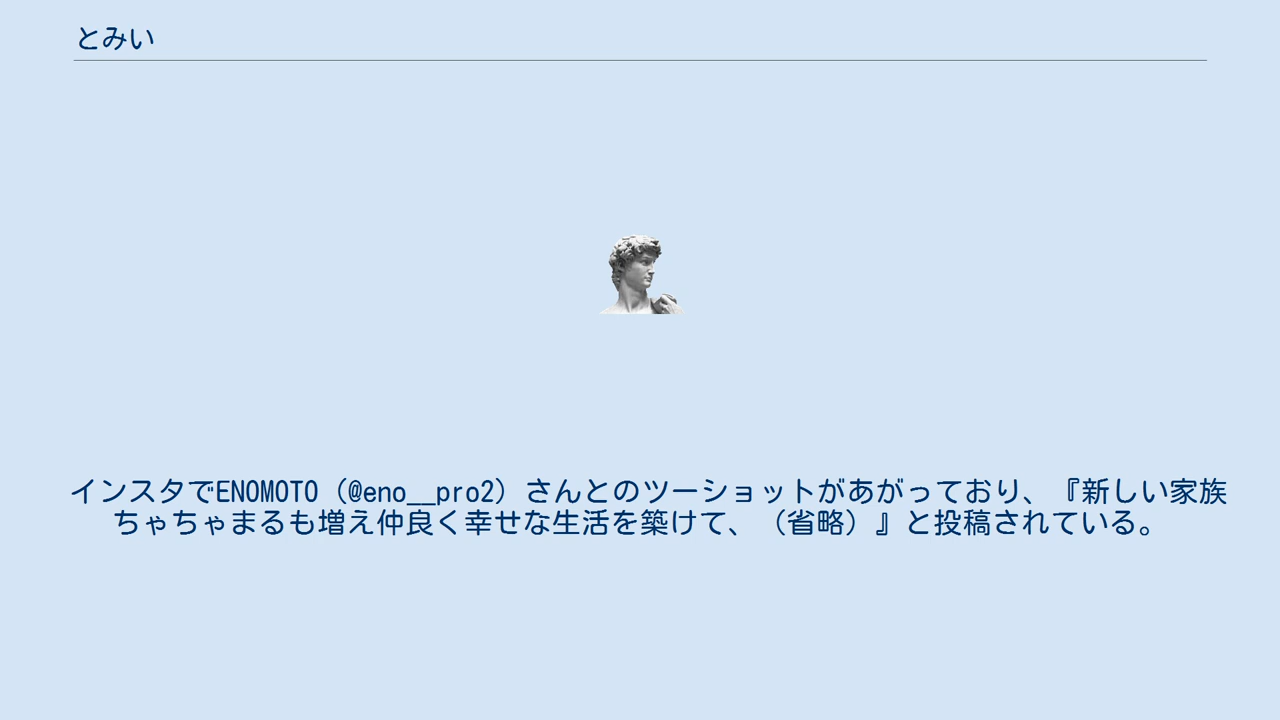 とみい
インスタでENOMOTO（@eno__pro2）さんとのツーショットがあがっており、『新しい家族
ちゃちゃまるも増え仲良く幸せな生活を築けて、（省略）』と投稿されている。